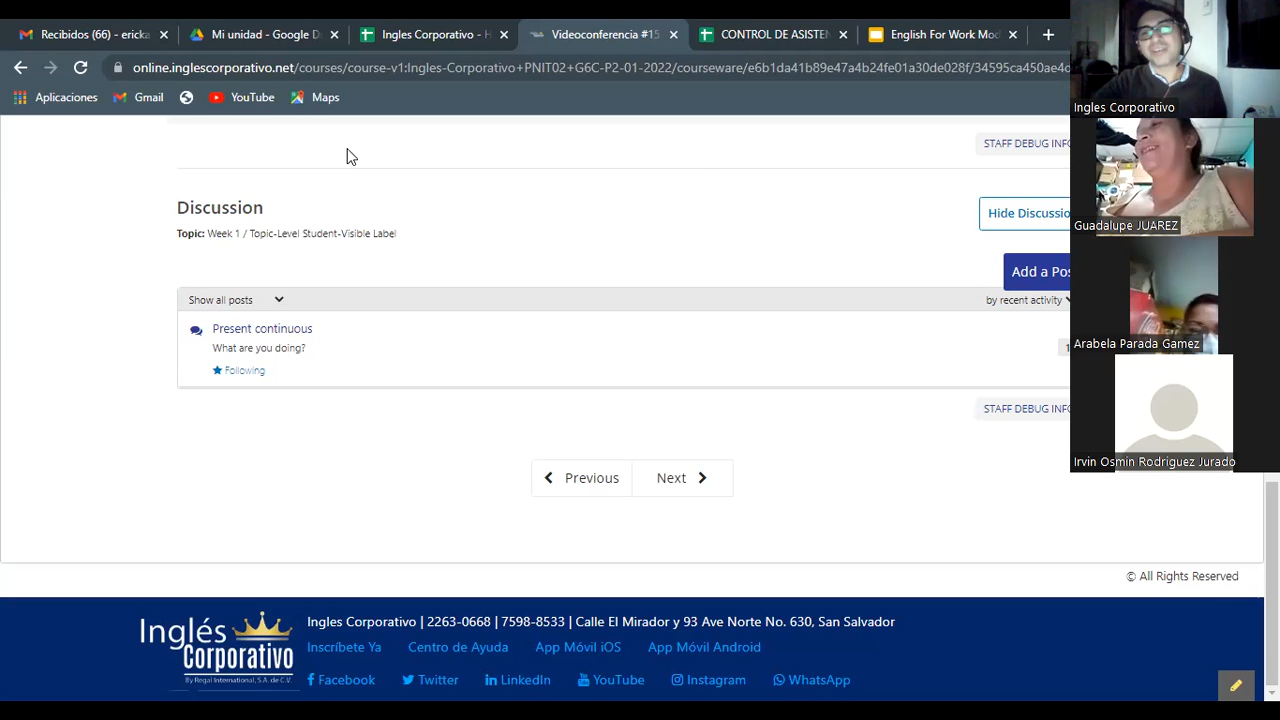 Recibidos (66) - ericka
Mi unidad - Google D
Ingles Corporativo - H
Videoconferencia #15
CONTROL DE ASISTEN
English For Work Mod
online.inglescorporativo.net/courses/course-v1:Ingles-Corporativo+PNIT02+G6C-P2-01-2022/courseware/e6b1da41b89e47a4b24fe01a30de028f/34595ca450ae4d
Aplicaciones
Gmail
YouTube
Maps
Ingles Corporativo
Guadalupe JUAREZ
Arabela Parada Gamez
Irvin Osmin Rodriguez Jurado
STAFF DEBUG INFO
Discussion
Hide Discussio
Topic: Week 1 / Topic-Level Student-Visible Label
Add a Pos
Show all posts
by recent activity
Present continuous
What are you doing?
1
Following
STAFF DEBUG INFO
Previous
Next
© All Rights Reserved
Inglés
Corporativo
By Regal International, S.A. de C.V.
Ingles Corporativo | 2263-0668 | 7598-8533 | Calle El Mirador y 93 Ave Norte No. 630, San Salvador
Inscríbete Ya
Centro de Ayuda
App Móvil iOS
App Móvil Android
Facebook
Twitter
LinkedIn
YouTube
Instagram
WhatsApp